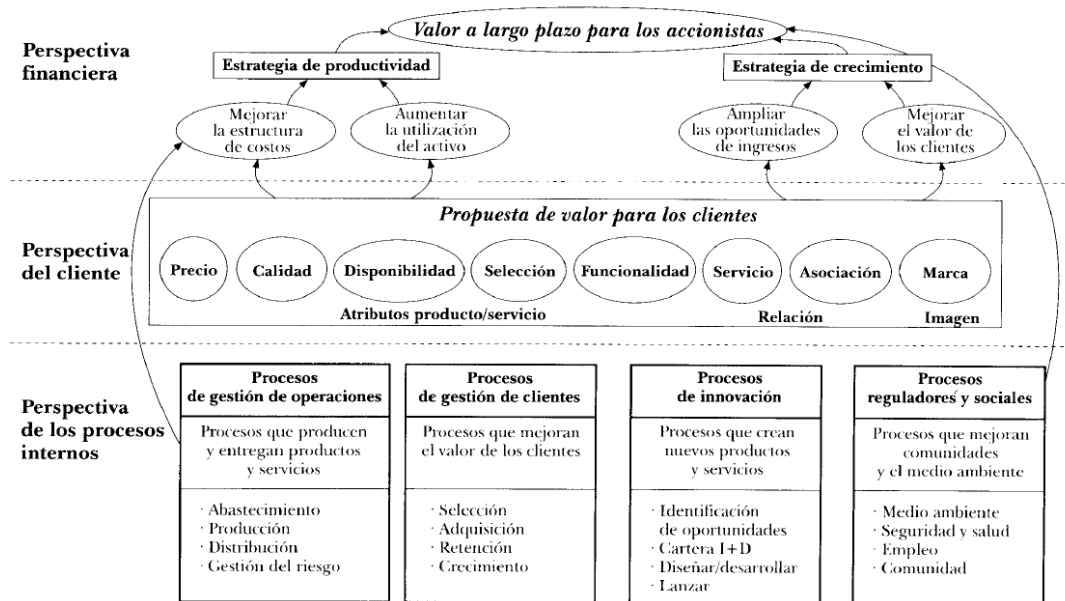 Valor a largo plazo para los accionistas
Perspectiva
financiera
Estrategia de productividad
Estrategia de crecimiento
Mejorar
la estructura
de costos
Aumentar
la utilización
del activo
Ampliar
las oportunidades
de ingresos
Mejorar
el valor de
los clientes
Propuesta de valor para los clientes
Perspectiva
del cliente
Precio
Calidad
Disponibilidad
Selección
Funcionalidad
Servicio
Asociación
Marca
Atributos producto/servicio
Relación
Imagen
Perspectiva
de los procesos
internos
Procesos
de gestión de operaciones
Procesos que producen
y entregan productos
y servicios
· Abastecimiento
· Producción
· Distribución
· Gestión del riesgo
Procesos
de gestión de clientes
Procesos que mejoran
el valor de los clientes
· Selección
· Adquisición
· Retención
· Crecimiento
Procesos
de innovación
Procesos que crean
nuevos productos
y servicios
· Identificación
de oportunidades
· Cartera I+D
· Diseñar/desarrollar
· Lanzar
Procesos
reguladores y sociales
Procesos que mejoran
comunidades
y el medio ambiente
· Medio ambiente
· Seguridad y salud
· Empleo
· Comunidad